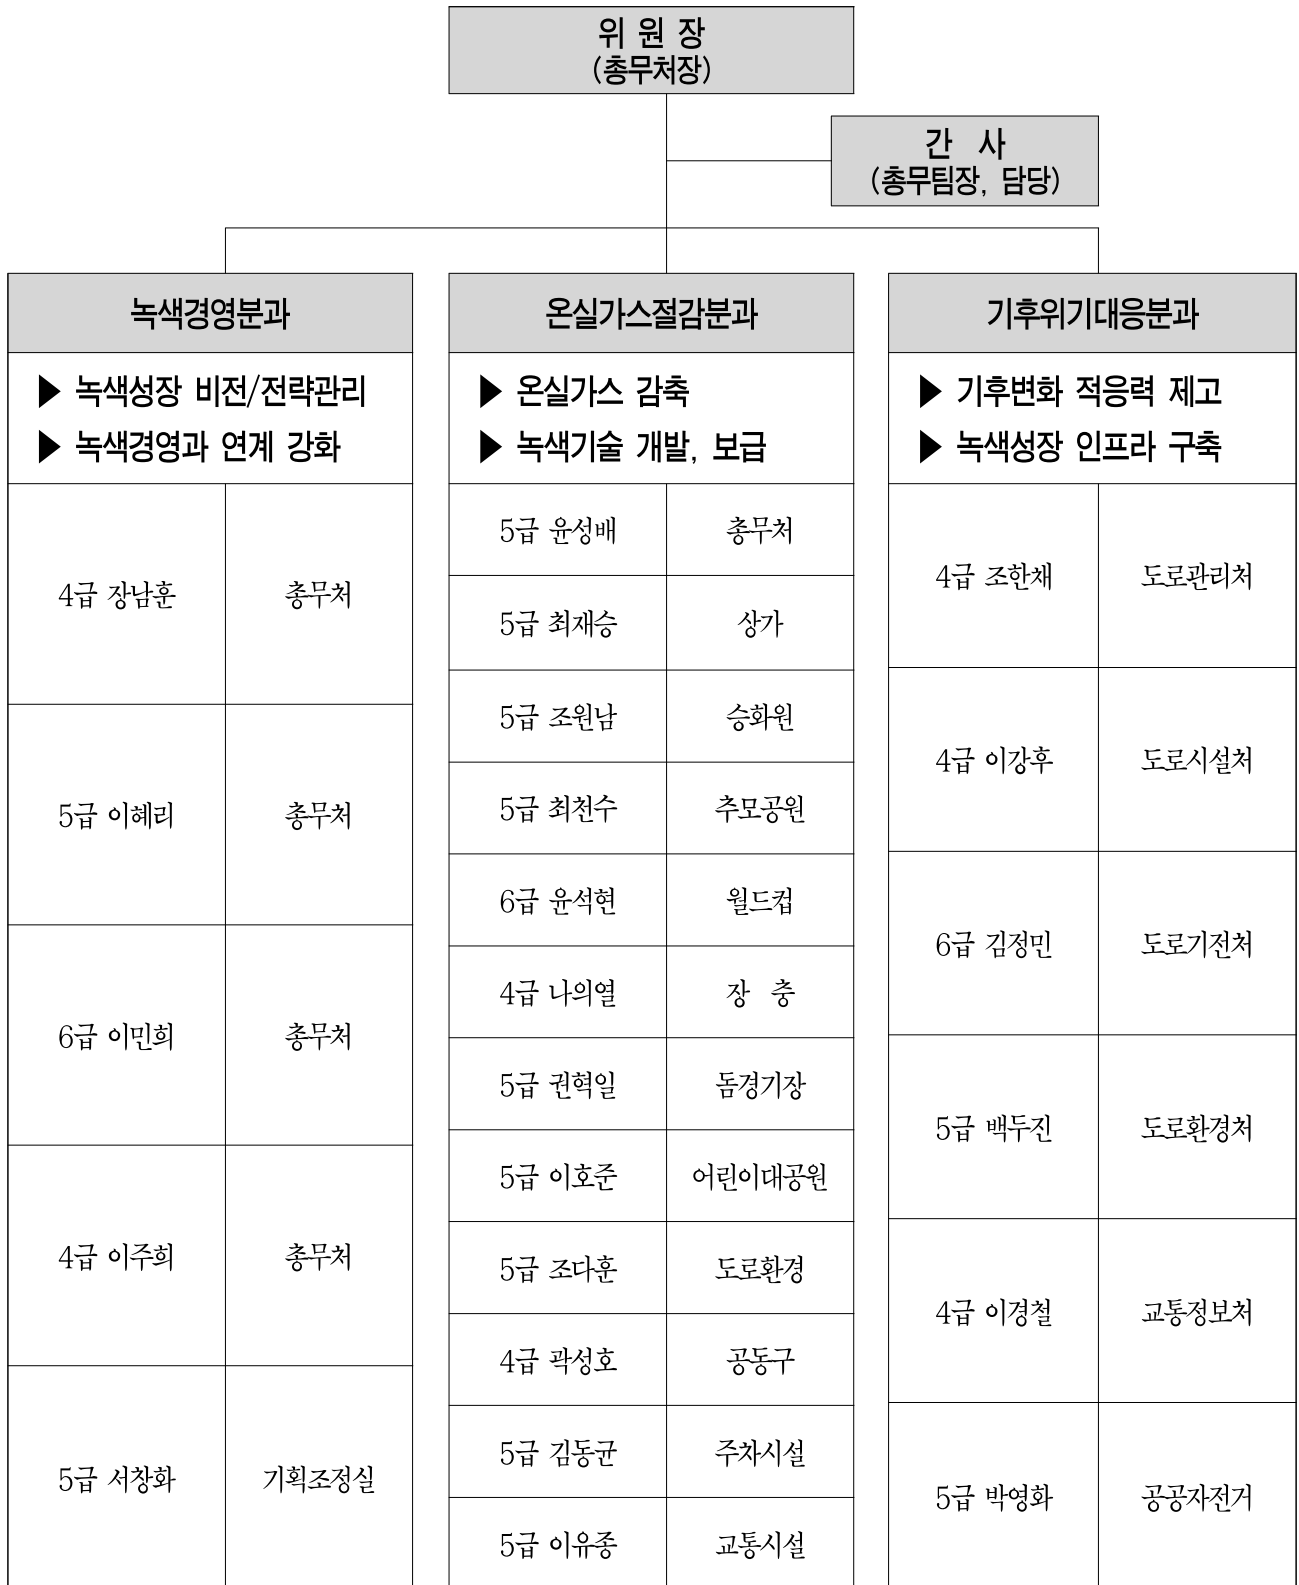 위 원 장
(총무처장)
간 사
(총무팀장, 담당)
녹색경영분과
▶ 녹색성장 비전/전략관리
▶ 녹색경영과 연계 강화
4급 장남훈 총무처
5급 이혜리 총무처
6급 이민희 총무처
4급 이주희 총무처
5급 서창화 기획조정실
온실가스절감분과
▶ 온실가스 감축
▶ 녹색기술 개발, 보급
5급 윤성배 총무처
5급 최재승 상가
5급 조원남 승화원
5급 최천수 추모공원
6급 윤석현 월드컵
4급 나의열 장 충
5급 권혁일 돔경기장
5급 이호준 어린이대공원
5급 조다훈 도로환경
4급 곽성호 공동구
5급 김동균 주차시설
5급 이유종 교통시설
기후위기대응분과
▶ 기후변화 적응력 제고
▶ 녹색성장 인프라 구축
4급 조한채 도로관리처
4급 이강후 도로시설처
6급 김정민 도로기전처
5급 백두진 도로환경처
4급 이경철 교통정보처
5급 박영화 공공자전거